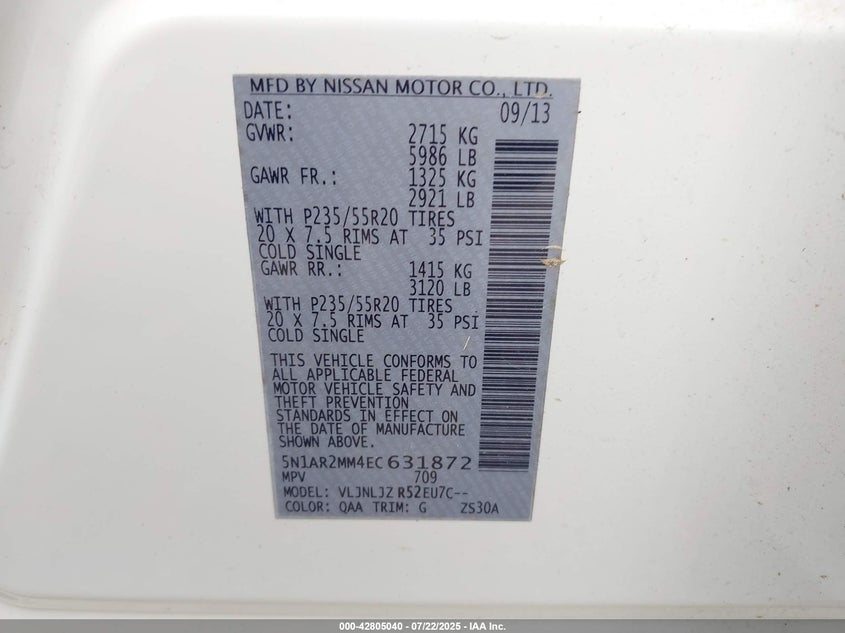 MFD BY NISSAN MOTOR CO., LTD.
DATE: 09/13
GVWR: 2715 KG
5986 LB
GAWR FR.: 1325 KG
2921 LB
WITH P235/55R20 TIRES
20 X 7.5 RIMS AT 35 PSI
COLD SINGLE
GAWR RR.: 1415 KG
3120 LB
WITH P235/55R20 TIRES
20 X 7.5 RIMS AT 35 PSI
COLD SINGLE
THIS VEHICLE CONFORMS TO
ALL APPLICABLE FEDERAL
MOTOR VEHICLE SAFETY AND
THEFT PREVENTION
STANDARDS IN EFFECT ON
THE DATE OF MANUFACTURE
SHOWN ABOVE.
5N1AR2MM4EC631872
MPV 709
MODEL: VLJNLJZ R52EU7C--
COLOR: QAA TRIM: G ZS30A
000-42805040 - 07/22/2025 - IAA Inc.